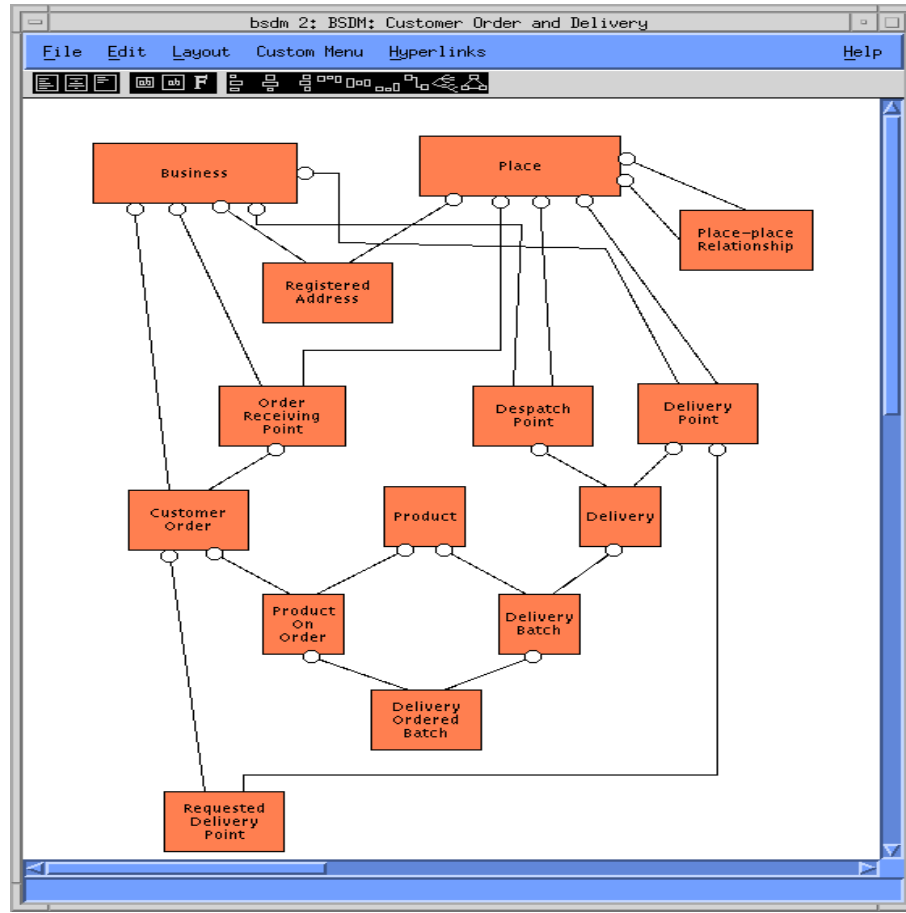 bsdm 2: BSDM: Customer Order and Delivery
File Edit Layout Custom Menu Hyperlinks Help
ab ab F
Business
Place
Place-place
Relationship
Registered
Address
Order
Receiving
Point
Despatch
Point
Delivery
Point
Customer
Order
Product
Delivery
Product
On
Order
Delivery
Batch
Delivery
Ordered
Batch
Requested
Delivery
Point